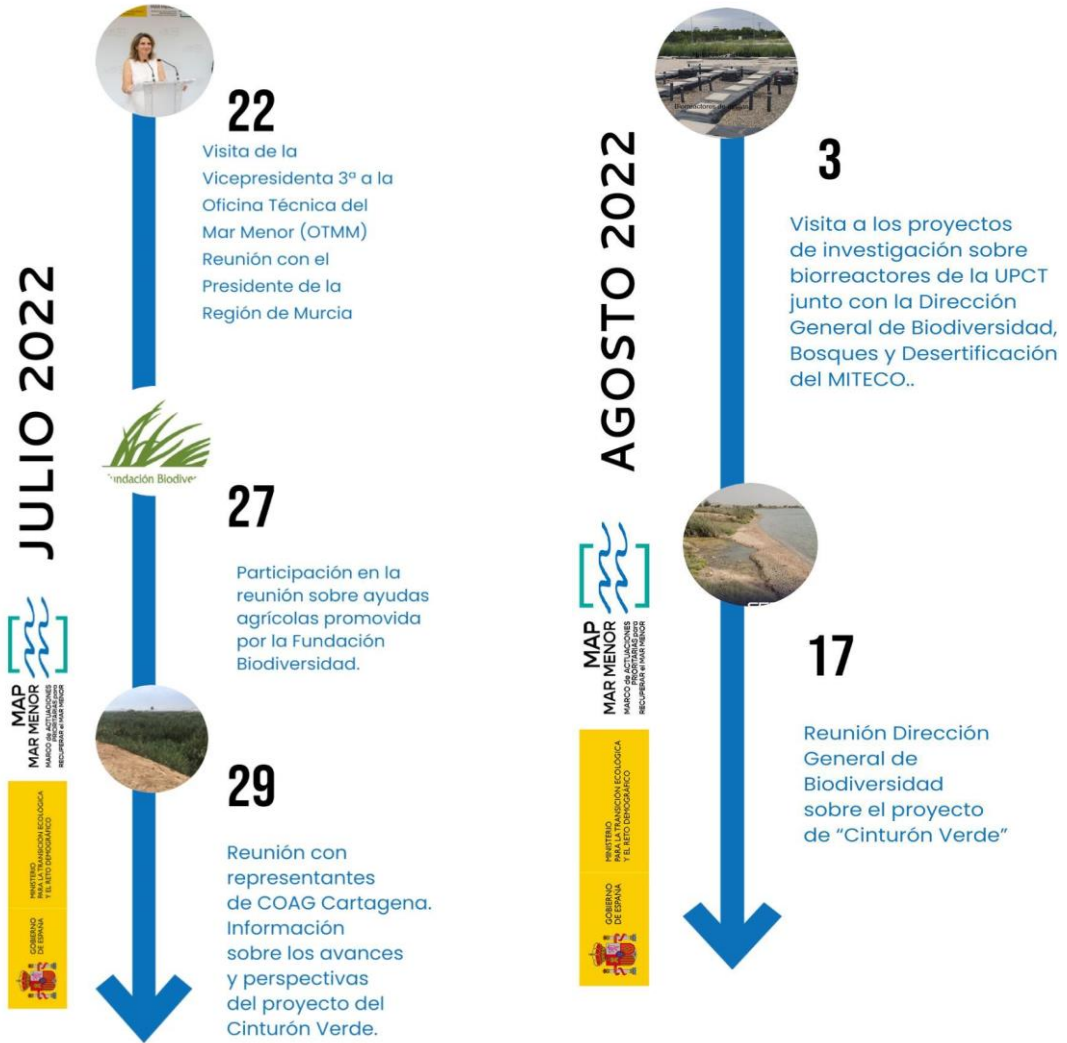 JULIO 2022
22
Visita de la
Vicepresidenta 3ª a la
Oficina Técnica del
Mar Menor (OTMM)
Reunión con el
Presidente de la
Región de Murcia
undación Biodiver
27
Participación en la
reunión sobre ayudas
agrícolas promovida
por la Fundación
Biodiversidad.
29
Reunión con
representantes
de COAG Cartagena.
Información
sobre los avances
y perspectivas
del proyecto del
Cinturón Verde.
MAP
MAR MENOR
MARCO de ACTUACIONES
PRIORITARIAS para
RECUPERAR el MAR MENOR
GOBIERNO
DE ESPAÑA
MINISTERIO
PARA LA TRANSICIÓN ECOLÓGICA
Y EL RETO DEMOGRÁFICO
AGOSTO 2022
3
Visita a los proyectos
de investigación sobre
biorreactores de la UPCT
junto con la Dirección
General de Biodiversidad,
Bosques y Desertificación
del MITECO..
17
Reunión Dirección
General de
Biodiversidad
sobre el proyecto
de “Cinturón Verde”
MAP
MAR MENOR
MARCO de ACTUACIONES
PRIORITARIAS para
RECUPERAR el MAR MENOR
GOBIERNO
DE ESPAÑA
MINISTERIO
PARA LA TRANSICIÓN ECOLÓGICA
Y EL RETO DEMOGRÁFICO